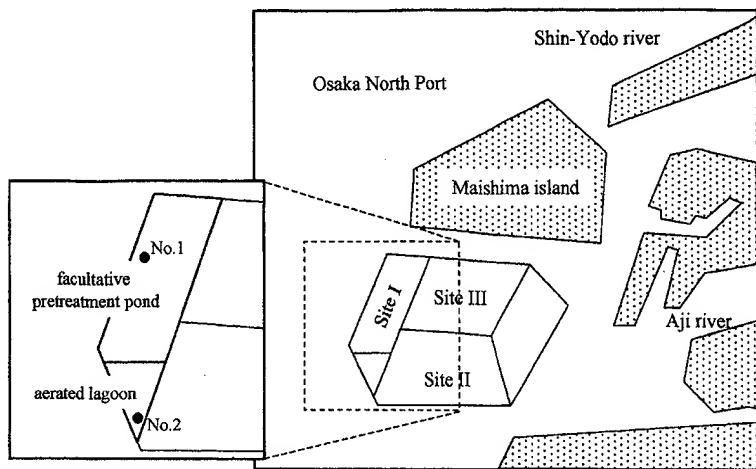 Shin-Yodo river
Osaka North Port
Maishima island
No.1
facultative
pretreatment pond
Site I
Site III
Aji river
Site II
aerated lagoon
No.2